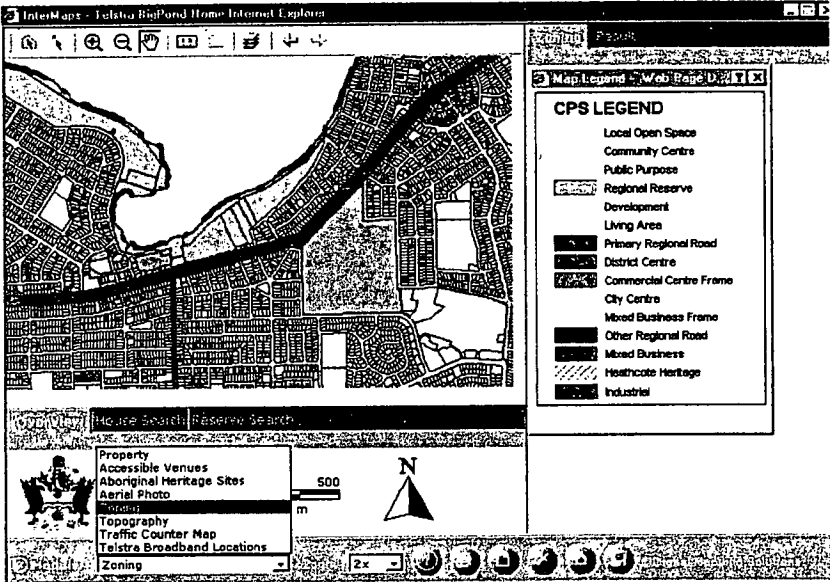 InterMaps - Telstra BigPond Home Internet Explorer
Zoning Result
Map Legend - Web Page D
CPS LEGEND
Local Open Space
Community Centre
Public Purpose
Regional Reserve
Development
Living Area
Primary Regional Road
District Centre
Commercial Centre Frame
City Centre
Mixed Business Frame
Other Regional Road
Mixed Business
Heathcote Heritage
Industrial
House Search Reserve Search
Property
Accessible Venues
Aboriginal Heritage Sites
Aerial Photo
Zoning
Topography
Traffic Counter Map
Telstra Broadband Locations
500
m
N
Zoning
2x